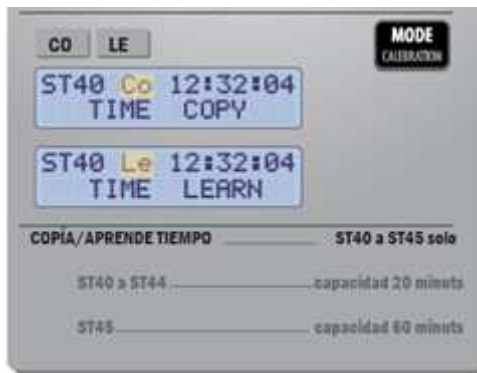 CO LE
MODE
CALIBRATION
ST40 Co 12:32:04
TIME COPY
ST40 Le 12:32:04
TIME LEARN
COPÍA/APRENDE TIEMPO ST40 a ST45 solo
ST40 a ST44 capacidad 20 minuts
ST45 capacidad 60 minuts